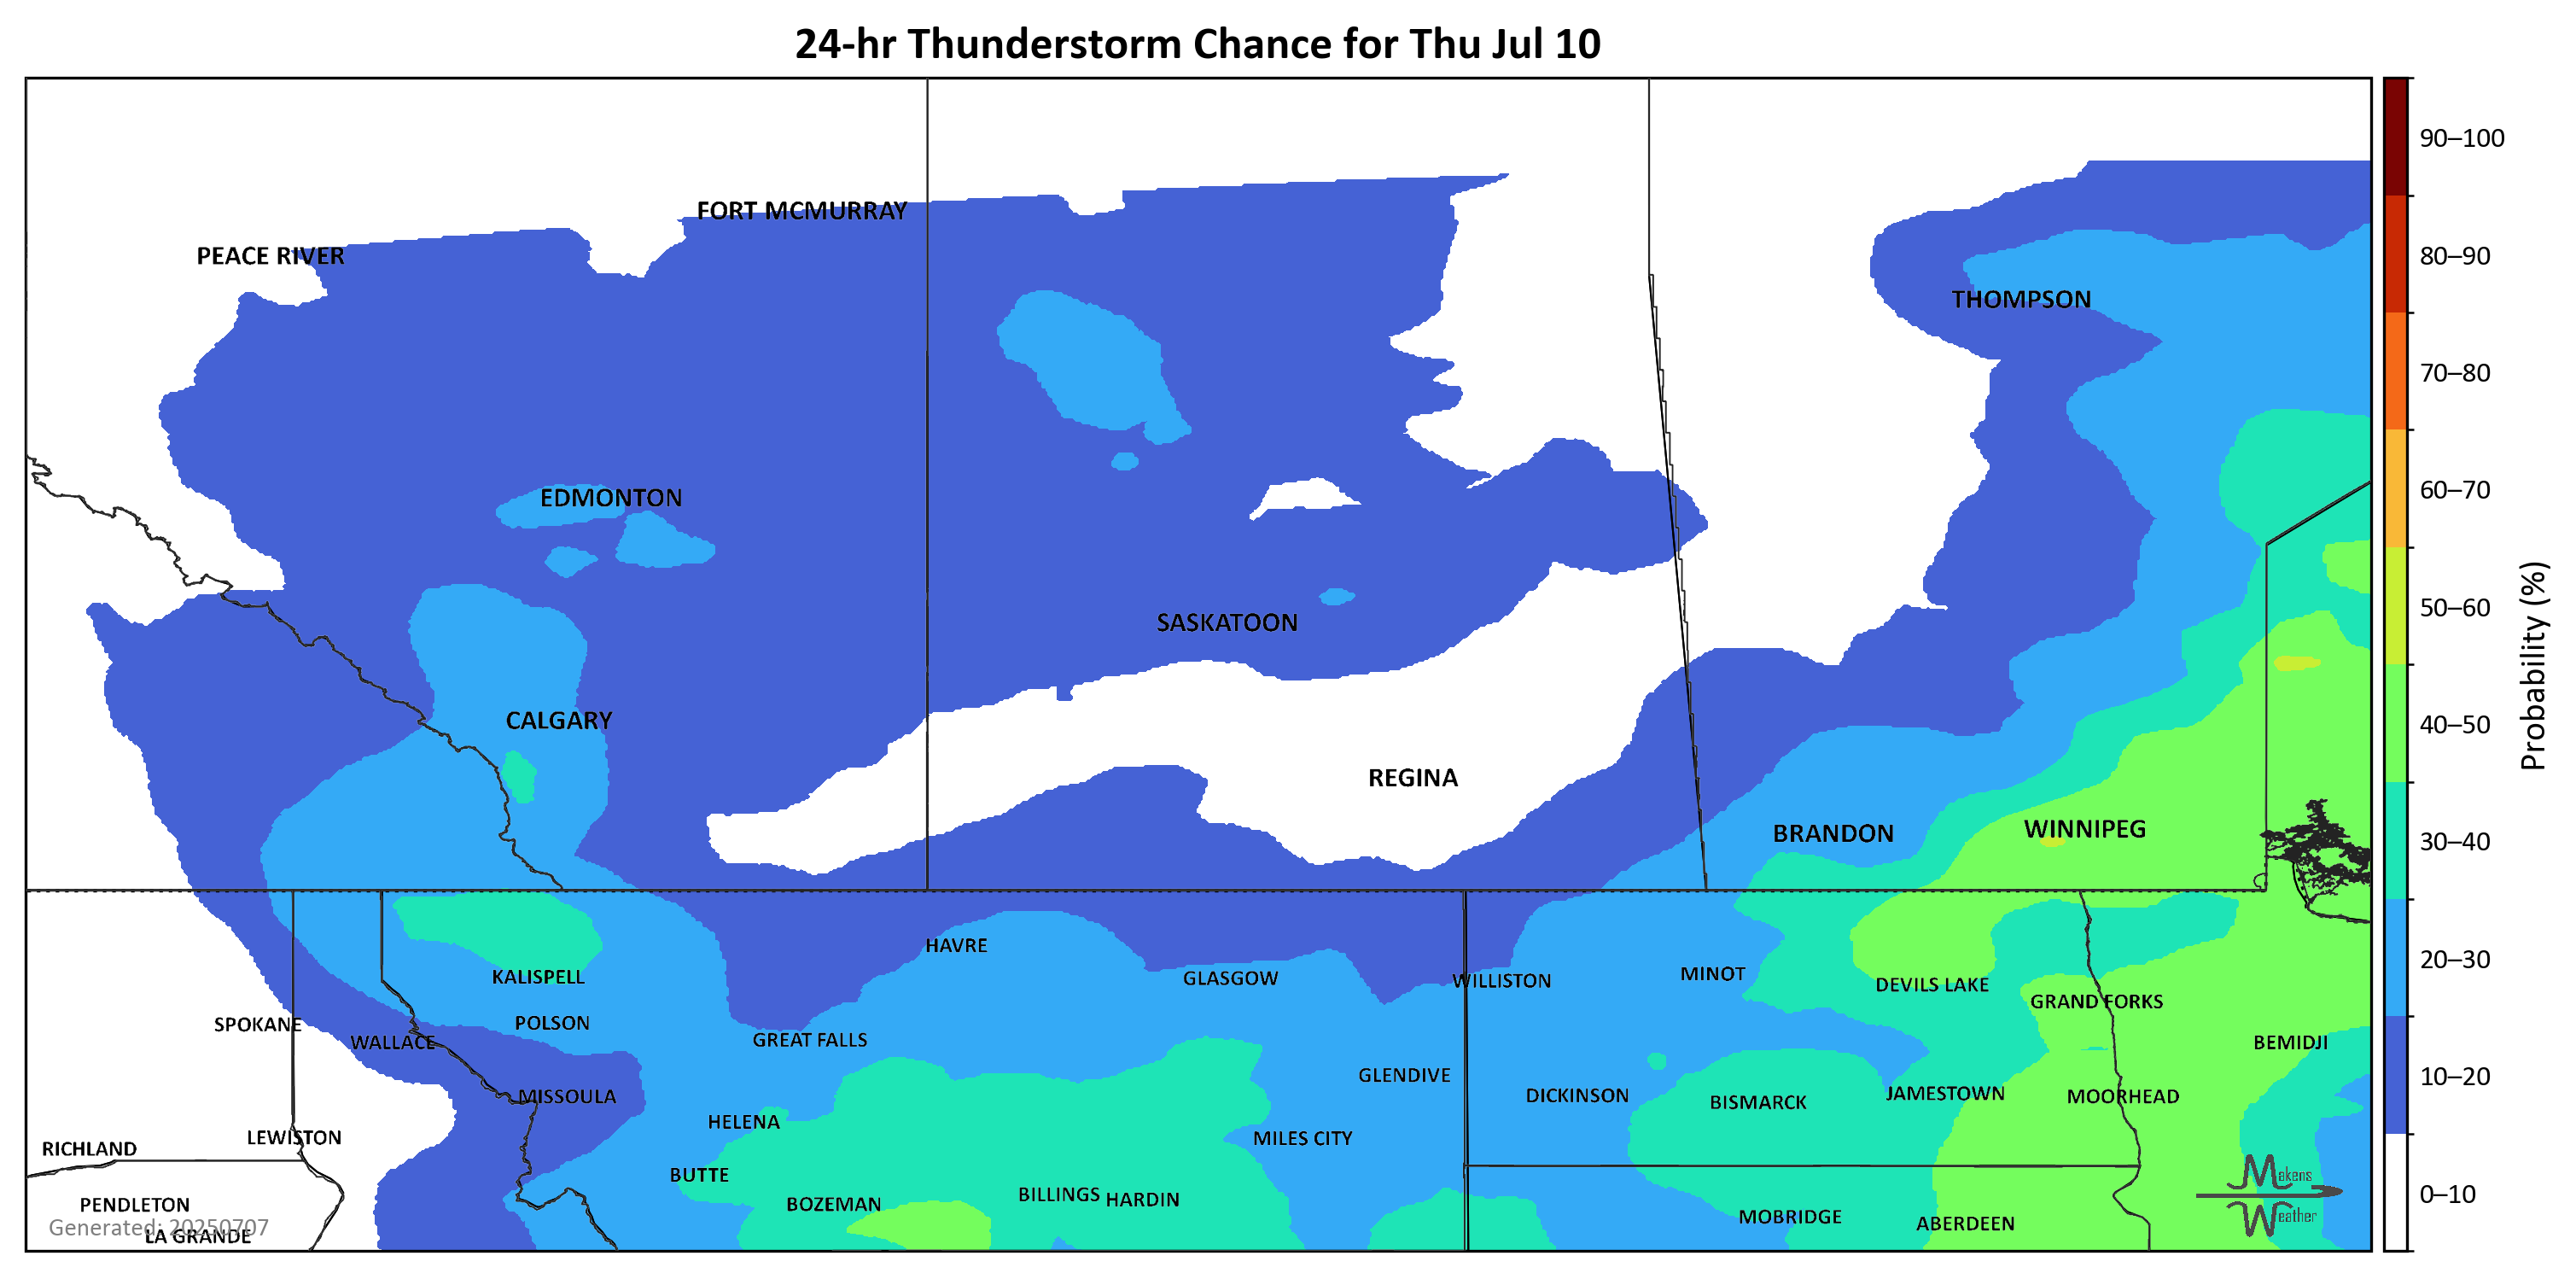 24-hr Thunderstorm Chance for Thu Jul 10
90–100
FORT MCMURRAY
PEACE RIVER
80–90
THOMPSON
70–80
60–70
EDMONTON
50–60
SASKATOON
Probability (%)
CALGARY
40–50
REGINA
WINNIPEG
BRANDON
30–40
HAVRE
20–30
MINOT
KALISPELL
GLASGOW
WILLISTON
DEVILS LAKE
GRAND FORKS
POLSON
SPOKANE
GREAT FALLS
WALLACE
BEMIDJI
GLENDIVE
10–20
JAMESTOWN
DICKINSON
MISSOULA
MOORHEAD
BISMARCK
HELENA
LEWISTON
MILES CITY
RICHLAND
BUTTE
Makens
0–10
BILLINGS
HARDIN
PENDLETON
BOZEMAN
Weather
MOBRIDGE
ABERDEEN
Generated: 20250707
LA GRANDE